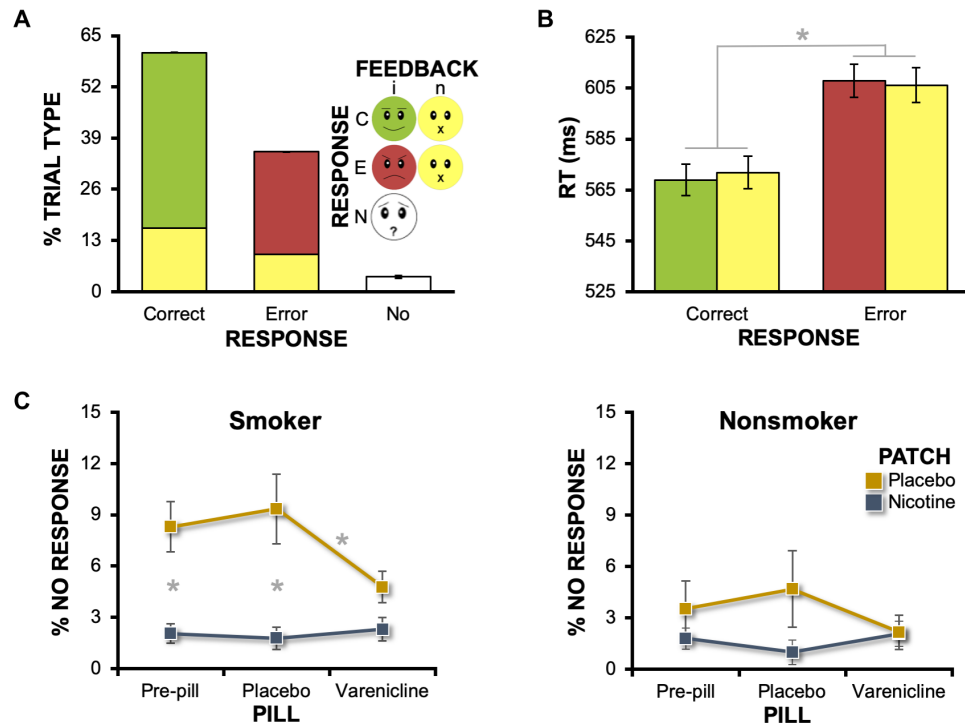 A
% TRIAL TYPE
65
52
39
26
13
0
Correct Error No
RESPONSE
FEEDBACK
i n
RESPONSE
C
x
E
x
N
?
B
RT (ms)
625
605
585
565
545
525
*
Correct Error
RESPONSE
C
Smoker
% NO RESPONSE
15
12
9
6
3
0
*
* *
Pre-pill Placebo Varenicline
PILL
Nonsmoker
% NO RESPONSE
15
12
9
6
3
0
PATCH
Placebo
Nicotine
Pre-pill Placebo Varenicline
PILL